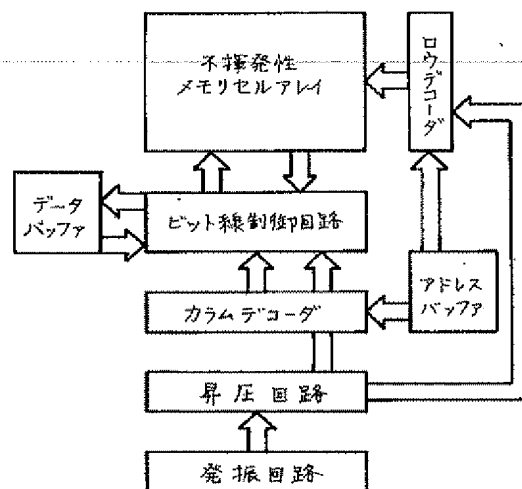 不揮発性
メモリセルアレイ
ロウデコーダ
データ
バッファ
ビット線制御回路
アドレス
バッファ
カラムデコーダ
昇圧回路
発振回路